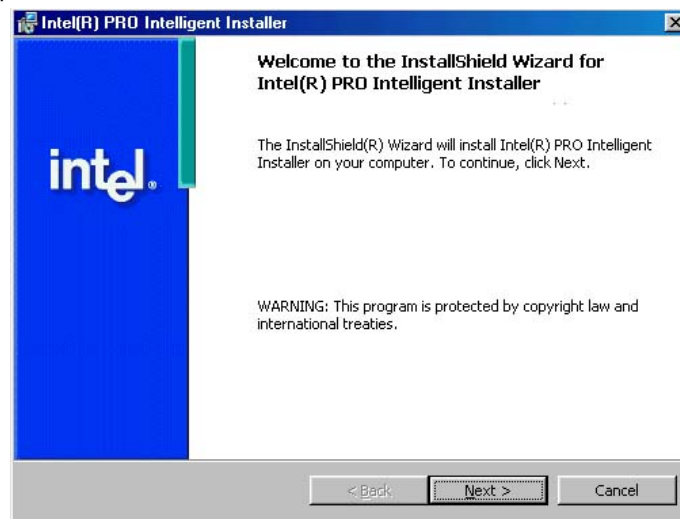 Intel(R) PRO Intelligent Installer
Welcome to the InstallShield Wizard for
Intel(R) PRO Intelligent Installer
The InstallShield(R) Wizard will install Intel(R) PRO Intelligent
Installer on your computer. To continue, click Next.
intel®
WARNING: This program is protected by copyright law and
international treaties.
< Back
Next >
Cancel